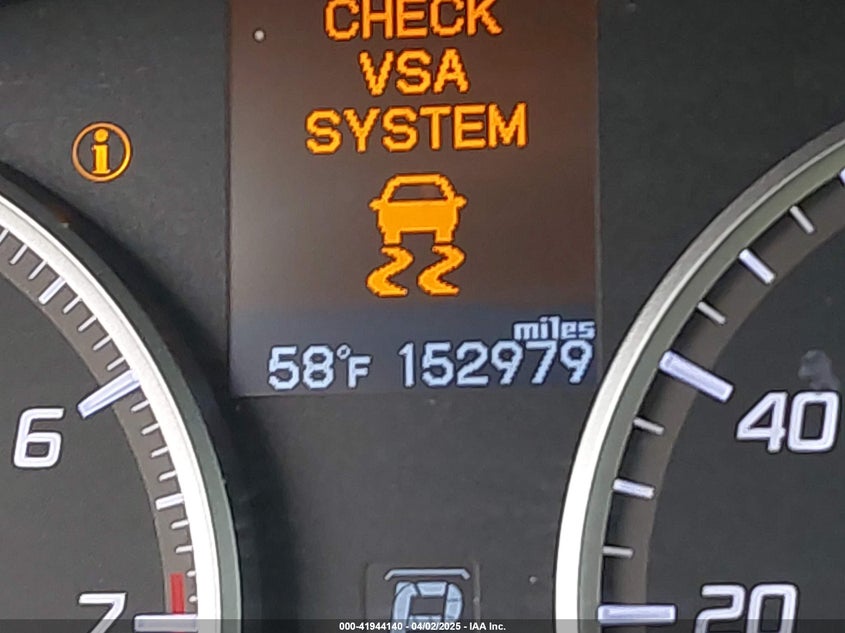 CHECK
VSA
SYSTEM
i
miles
58°F 152979
6
40
7
20
000-41944140 - 04/02/2025 - IAA Inc.